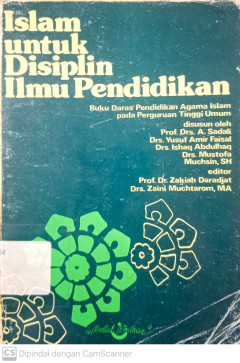 Islam
untuk
Disiplin
Ilmu Pendidikan
Buku Daras Pendidikan Agama Islam
pada Perguruan Tinggi Umum
disusun oleh
Prof. Drs. A. Sadali
Drs. Yusuf Amir Faisal
Drs. Ishaq Abdulhaq
Drs. Mustofa
Muchsin, SH
editor
Prof. Dr. Zakiah Daradjat
Drs. Zaini Muchtarom, MA
CS Dipindai dengan CamScanner